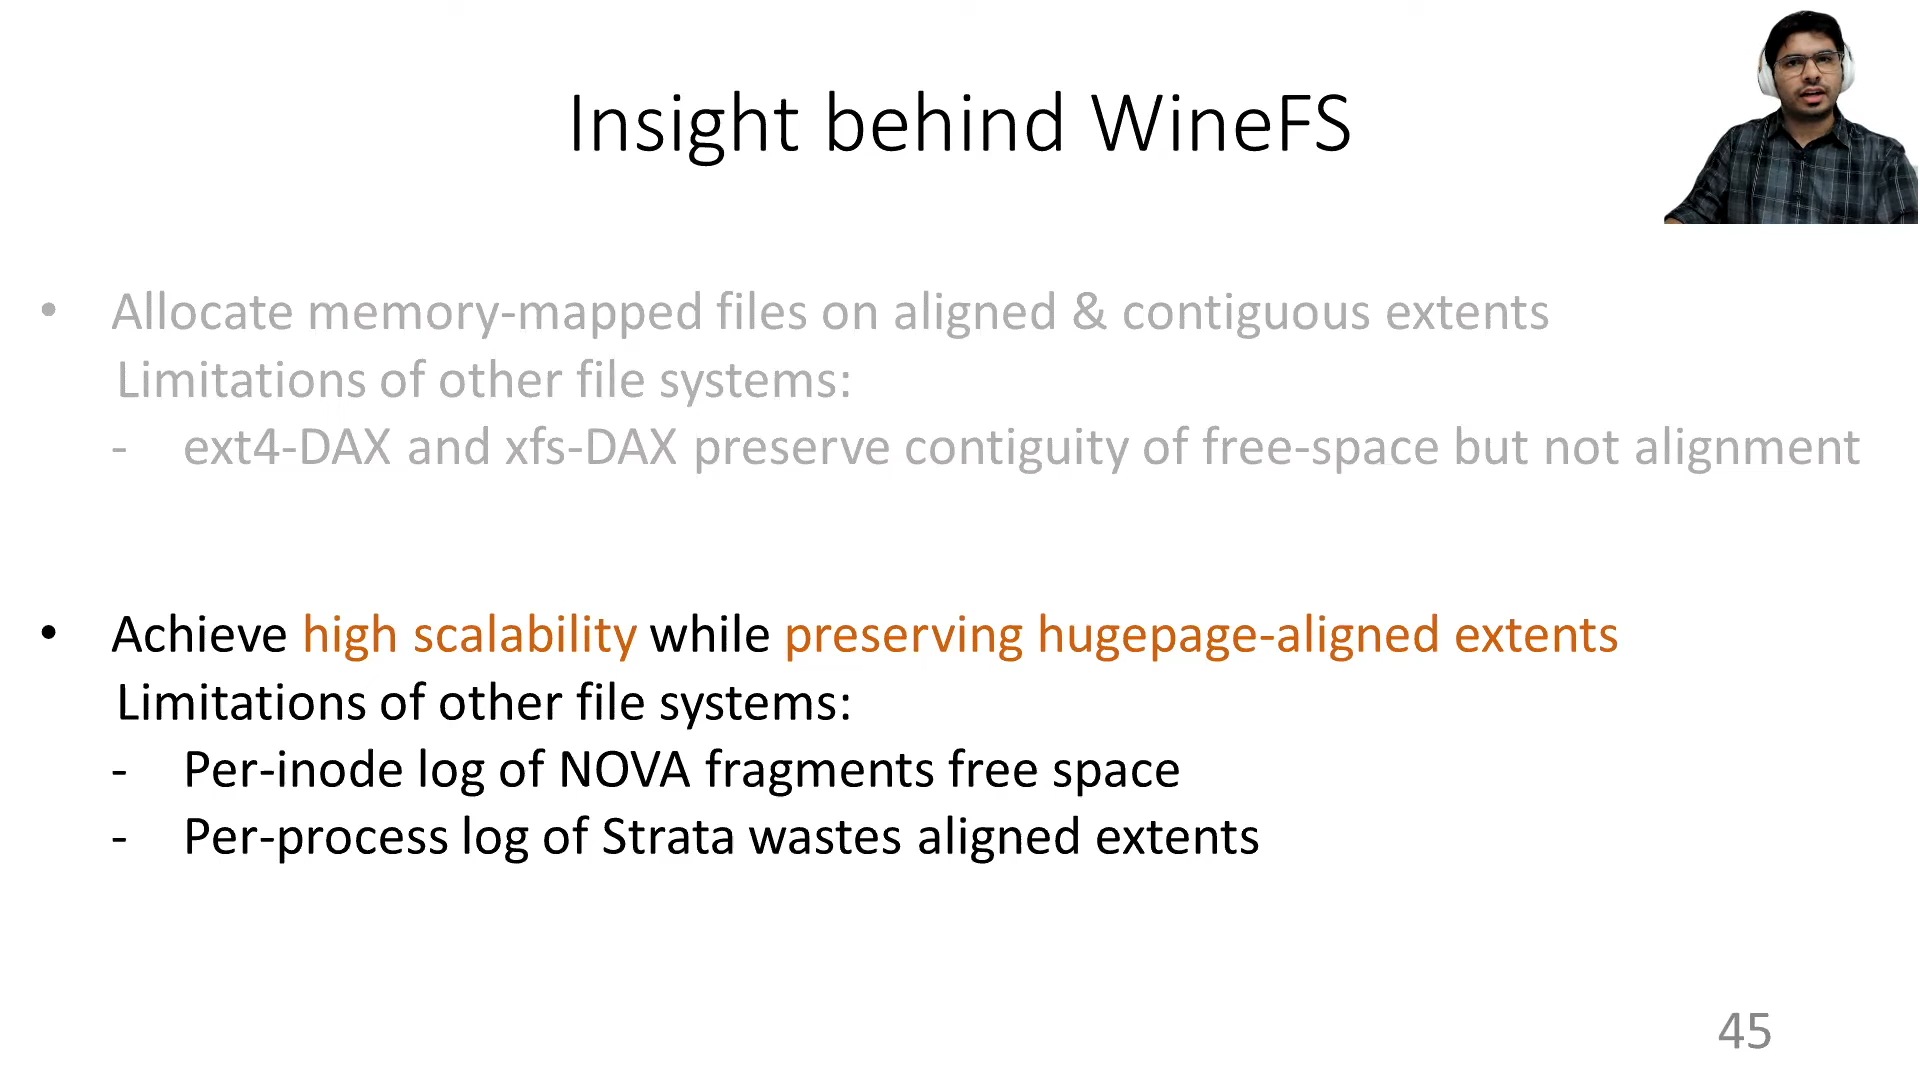 Insight behind WineFS
• Allocate memory-mapped files on aligned & contiguous extents
Limitations of other file systems:
- ext4-DAX and xfs-DAX preserve contiguity of free-space but not alignment
• Achieve high scalability while preserving hugepage-aligned extents
Limitations of other file systems:
- Per-inode log of NOVA fragments free space
- Per-process log of Strata wastes aligned extents
45